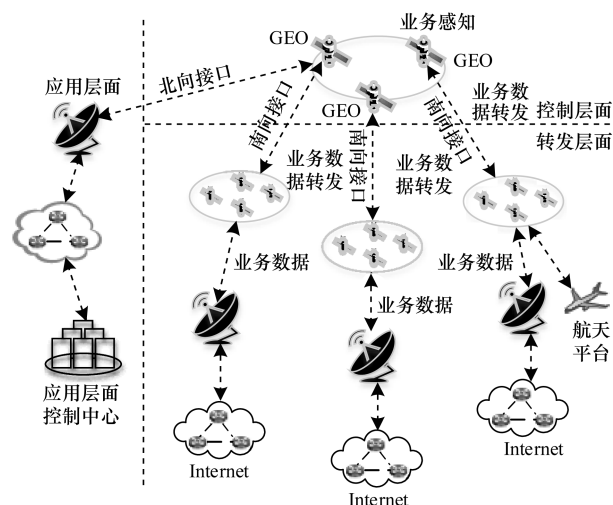 业务感知
GEO
GEO
GEO
应用层面
北向接口
南向接口
南向接口
南向接口
业务数
据转发
控制层面
转发层面
业务数
据转发
业务数
据转发
业务数据
业务数据
业务数据
航天
平台
应用层面
控制中心
Internet
Internet
Internet